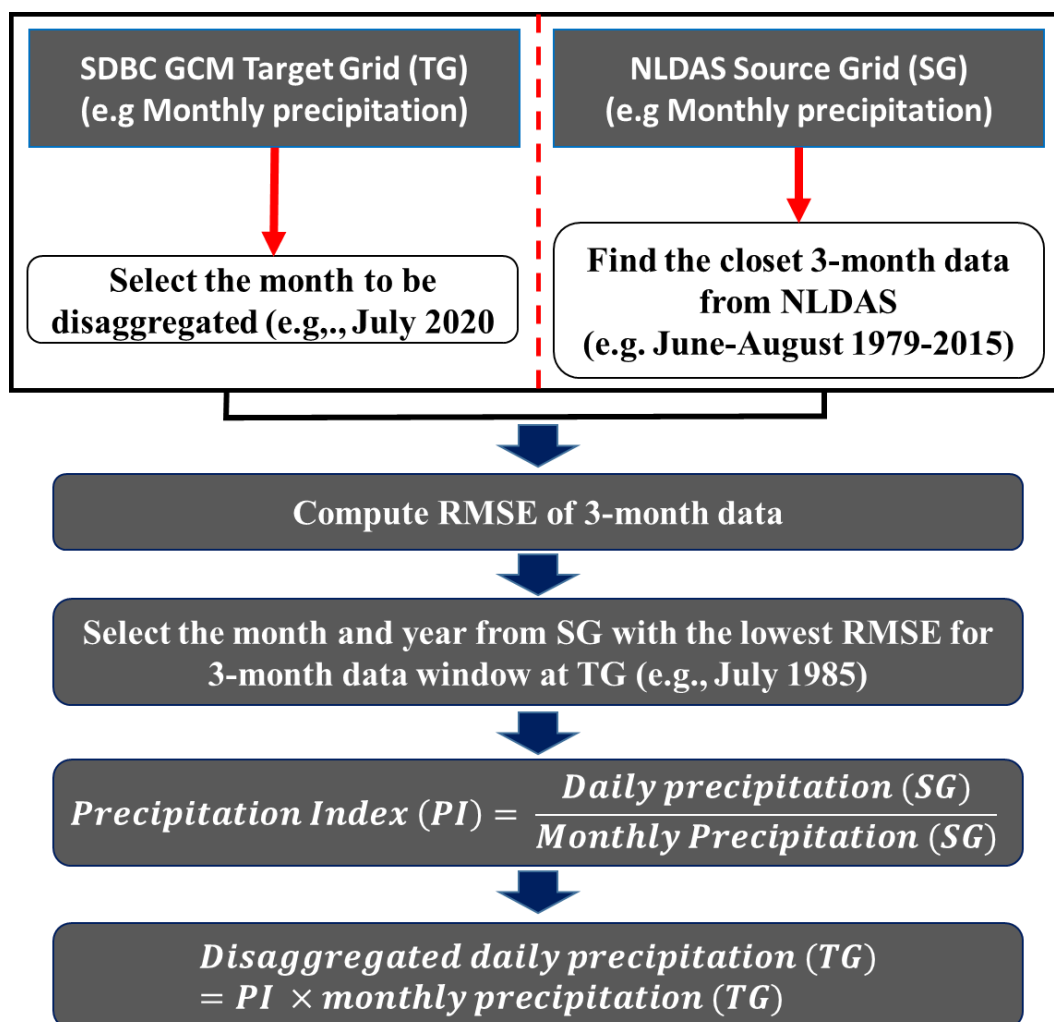 SDBC GCM Target Grid (TG)
(e.g Monthly precipitation)
NLDAS Source Grid (SG)
(e.g Monthly precipitation)
Select the month to be
disaggregated (e.g,., July 2020
Find the closet 3-month data
from NLDAS
(e.g. June-August 1979-2015)
Compute RMSE of 3-month data
Select the month and year from SG with the lowest RMSE for
3-month data window at TG (e.g., July 1985)
Precipitation Index (PI) = Daily precipitation (SG)
Monthly Precipitation (SG)
Disaggregated daily precipitation (TG)
= PI × monthly precipitation (TG)